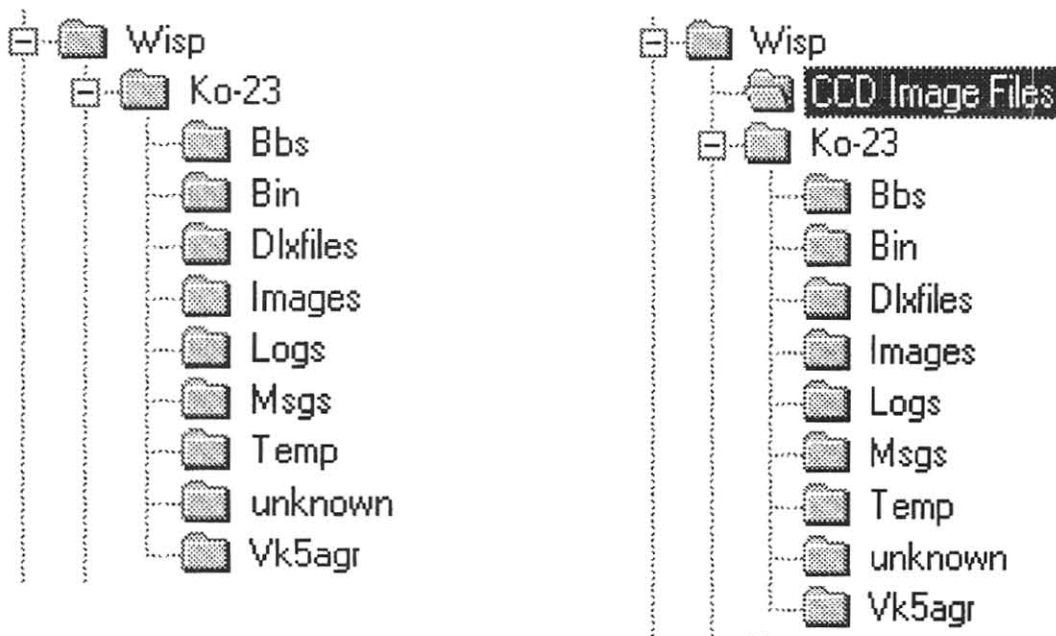 Wisp
Ko-23
Bbs
Bin
Dlxfiles
Images
Logs
Msgs
Temp
unknown
Vk5agr
Wisp
CCD Image Files
Ko-23
Bbs
Bin
Dlxfiles
Images
Logs
Msgs
Temp
unknown
Vk5agr